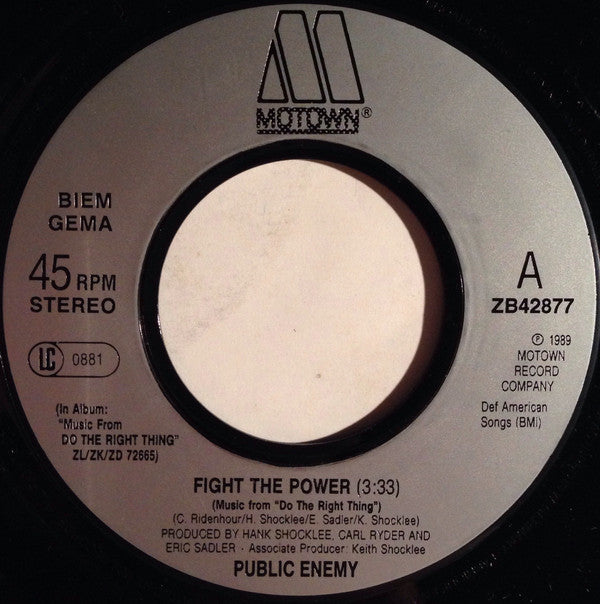 MOTOWN®
BIEM
GEMA
45 RPM
STEREO
LC 0881
(In Album:
"Music From
DO THE RIGHT THING"
ZL/ZK/ZD 72665)
A
ZB42877
Ⓟ 1989
MOTOWN
RECORD
COMPANY
Def American
Songs (BMI)
FIGHT THE POWER (3:33)
(Music from "Do The Right Thing")
(C. Ridenhour/H. Shocklee/E. Sadler/K. Shocklee)
PRODUCED BY HANK SHOCKLEE, CARL RYDER AND
ERIC SADLER · Associate Producer: Keith Shocklee
PUBLIC ENEMY